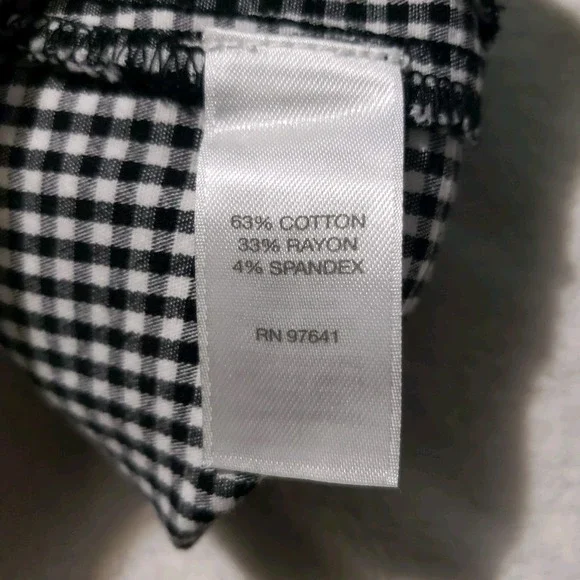 63% COTTON
33% RAYON
4% SPANDEX
RN 97641